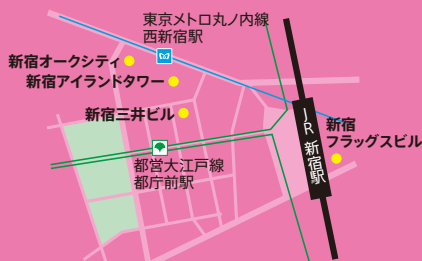 東京メトロ丸ノ内線
西新宿駅
新宿オークシティ
新宿アイランドタワー
新宿三井ビル
JR 新宿駅
新宿
フラッグスビル
都営大江戸線
都庁前駅